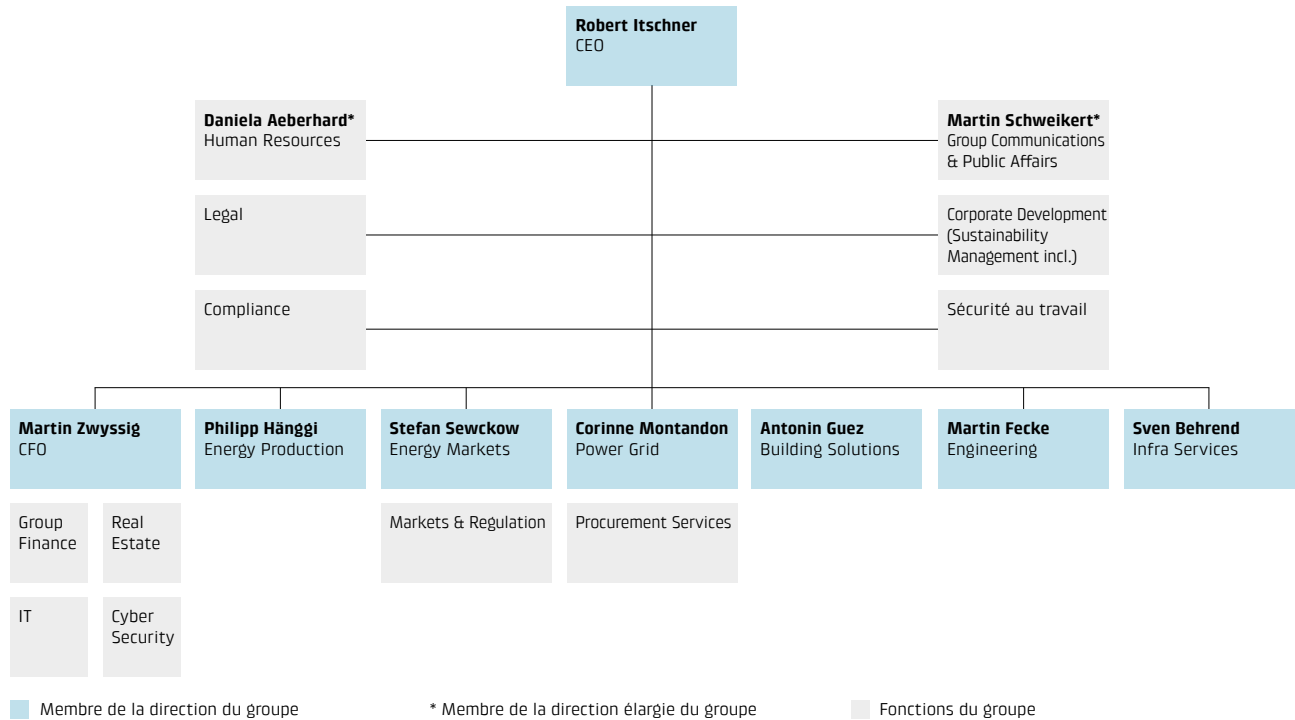 Robert Itschner
CEO
Daniela Aeberhard*
Human Resources
Martin Schweikert*
Group Communications
& Public Affairs
Legal
Corporate Development
(Sustainability
Management incl.)
Compliance
Sécurité au travail
Martin Zwyssig
CFO
Philipp Hänggi
Energy Production
Stefan Sewckow
Energy Markets
Corinne Montandon
Power Grid
Antonin Guez
Building Solutions
Martin Fecke
Engineering
Sven Behrend
Infra Services
Group
Finance
Real
Estate
Markets & Regulation
Procurement Services
IT
Cyber
Security
Membre de la direction du groupe
* Membre de la direction élargie du groupe
Fonctions du groupe